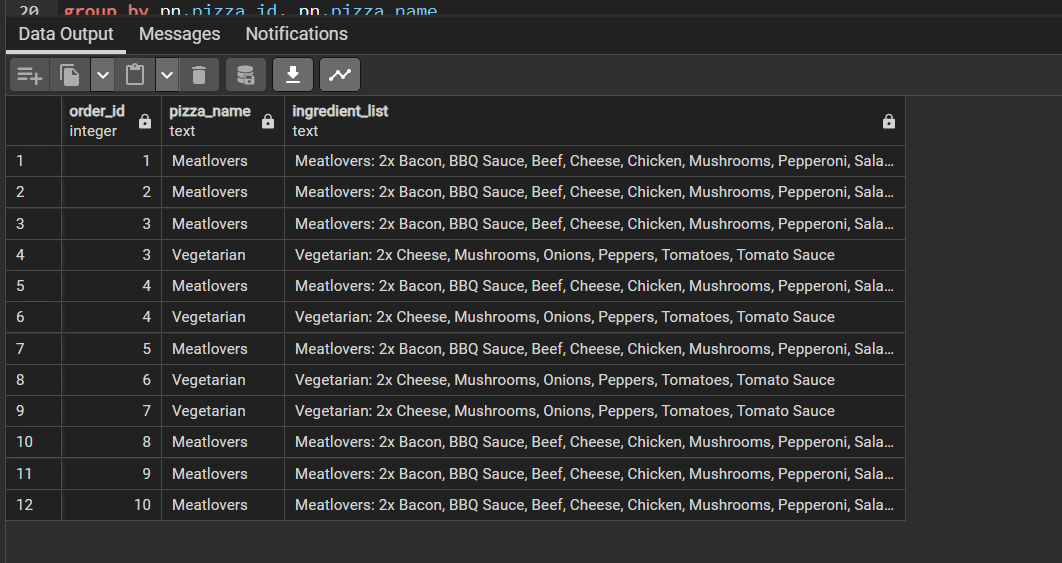 20 group by pn.pizza_id, pn.pizza_name
Data Output Messages Notifications
order_id pizza_name ingredient_list
integer text text
1 1 Meatlovers Meatlovers: 2x Bacon, BBQ Sauce, Beef, Cheese, Chicken, Mushrooms, Pepperoni, Sala...
2 2 Meatlovers Meatlovers: 2x Bacon, BBQ Sauce, Beef, Cheese, Chicken, Mushrooms, Pepperoni, Sala...
3 3 Meatlovers Meatlovers: 2x Bacon, BBQ Sauce, Beef, Cheese, Chicken, Mushrooms, Pepperoni, Sala...
4 3 Vegetarian Vegetarian: 2x Cheese, Mushrooms, Onions, Peppers, Tomatoes, Tomato Sauce
5 4 Meatlovers Meatlovers: 2x Bacon, BBQ Sauce, Beef, Cheese, Chicken, Mushrooms, Pepperoni, Sala...
6 4 Vegetarian Vegetarian: 2x Cheese, Mushrooms, Onions, Peppers, Tomatoes, Tomato Sauce
7 5 Meatlovers Meatlovers: 2x Bacon, BBQ Sauce, Beef, Cheese, Chicken, Mushrooms, Pepperoni, Sala...
8 6 Vegetarian Vegetarian: 2x Cheese, Mushrooms, Onions, Peppers, Tomatoes, Tomato Sauce
9 7 Vegetarian Vegetarian: 2x Cheese, Mushrooms, Onions, Peppers, Tomatoes, Tomato Sauce
10 8 Meatlovers Meatlovers: 2x Bacon, BBQ Sauce, Beef, Cheese, Chicken, Mushrooms, Pepperoni, Sala...
11 9 Meatlovers Meatlovers: 2x Bacon, BBQ Sauce, Beef, Cheese, Chicken, Mushrooms, Pepperoni, Sala...
12 10 Meatlovers Meatlovers: 2x Bacon, BBQ Sauce, Beef, Cheese, Chicken, Mushrooms, Pepperoni, Sala...